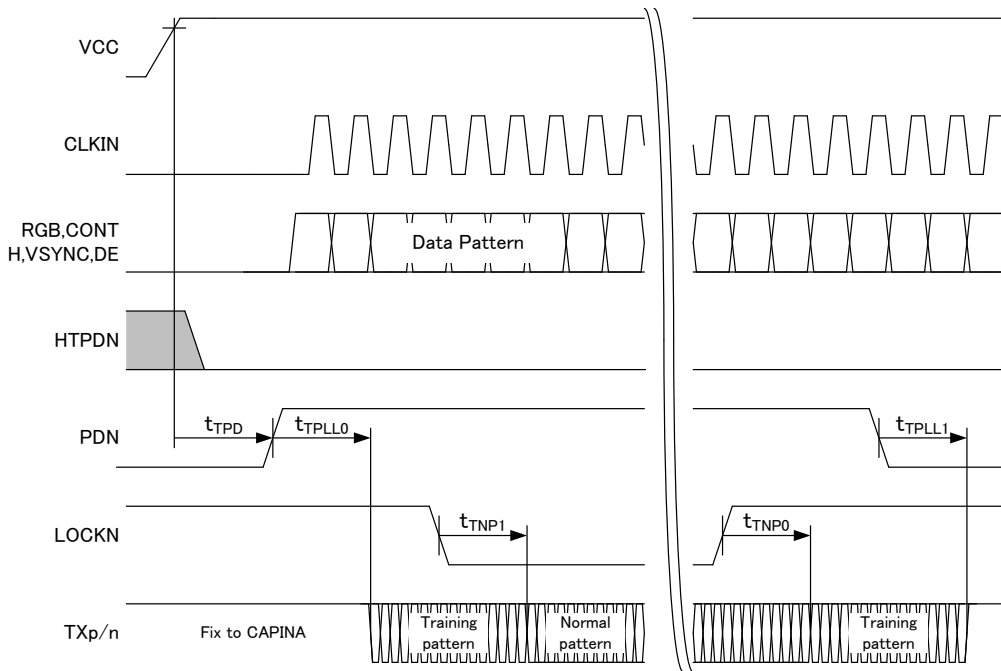 VCC
CLKIN
RGB,CONT
H,VSYNC,DE
Data Pattern
HTPDN
PDN
tTPD
tTPLL0
tTPLL1
LOCKN
tTNP1
tTNP0
TXp/n
Fix to CAPINA
Training
pattern
Normal
pattern
Training
pattern